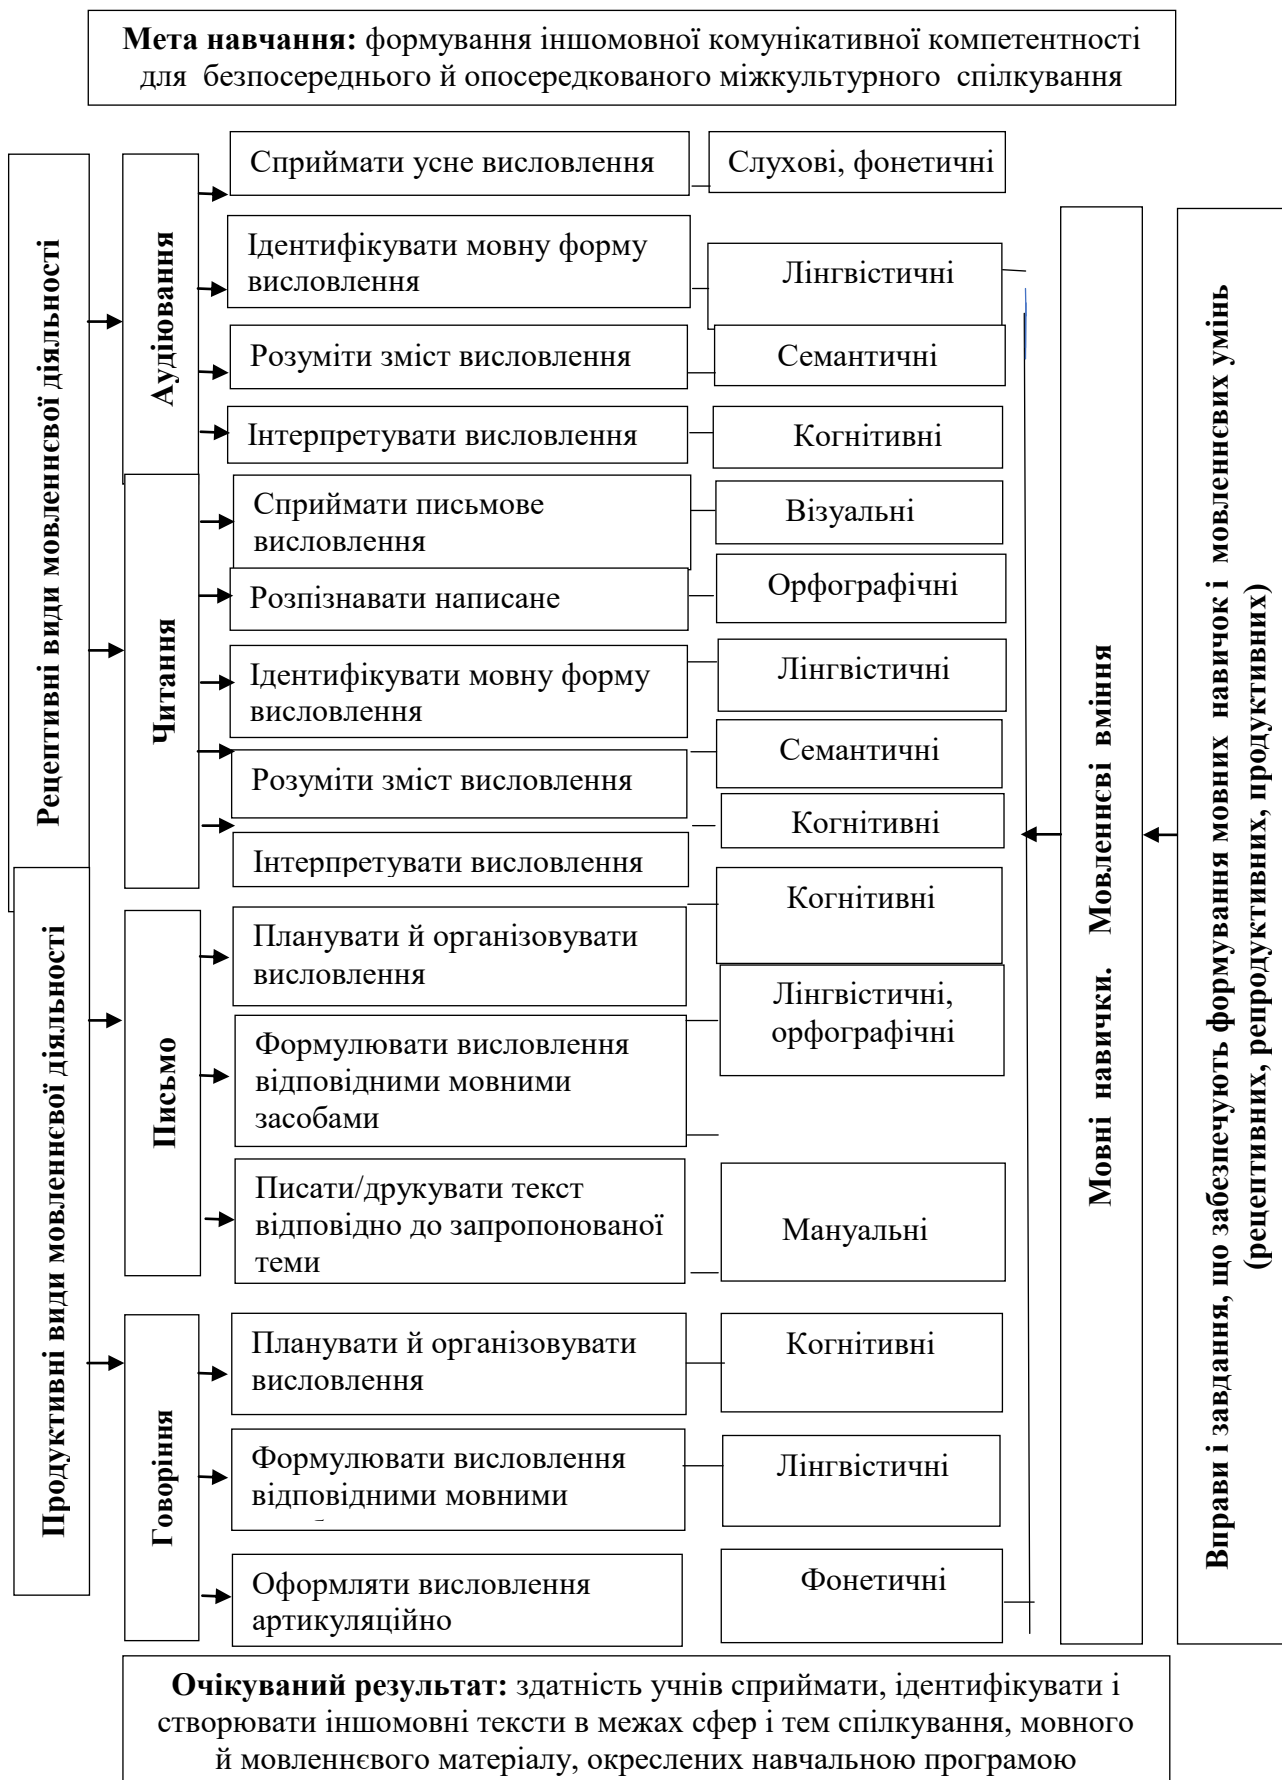 Мета навчання: формування іншомовної комунікативної компетентності
для безпосереднього й опосередкованого міжкультурного спілкування
Рецептивні види мовленнєвої діяльності
Аудіювання
Сприймати усне висловлення
Слухові, фонетичні
Ідентифікувати мовну форму
висловлення
Лінгвістичні
Розуміти зміст висловлення
Семантичні
Інтерпретувати висловлення
Когнітивні
Читання
Сприймати письмове
висловлення
Візуальні
Розпізнавати написане
Орфографічні
Ідентифікувати мовну форму
висловлення
Лінгвістичні
Розуміти зміст висловлення
Семантичні
Інтерпретувати висловлення
Когнітивні
Продуктивні види мовленнєвої діяльності
Письмо
Планувати й організовувати
висловлення
Когнітивні
Формулювати висловлення
відповідними мовними
засобами
Лінгвістичні,
орфографічні
Писати/друкувати текст
відповідно до запропонованої
теми
Мануальні
Говоріння
Планувати й організовувати
висловлення
Когнітивні
Формулювати висловлення
відповідними мовними
Лінгвістичні
Оформляти висловлення
артикуляційно
Фонетичні
Мовні навички. Мовленнєві вміння
Вправи і завдання, що забезпечують формування мовних навичок і мовленнєвих умінь
(рецептивних, репродуктивних, продуктивних)
Очікуваний результат: здатність учнів сприймати, ідентифікувати і
створювати іншомовні тексти в межах сфер і тем спілкування, мовного
й мовленнєвого матеріалу, окреслених навчальною програмою